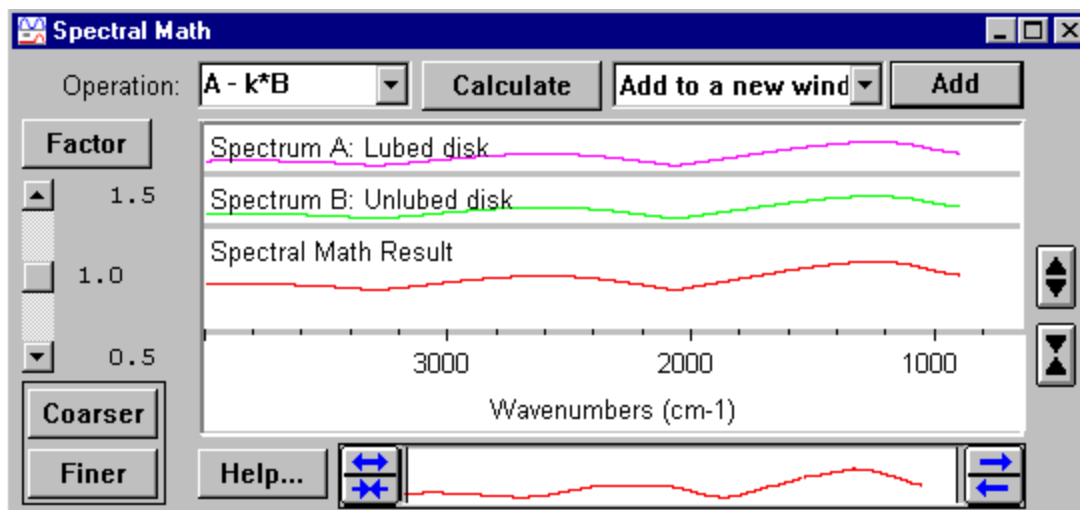 Spectral Math
Operation: A - k*B Calculate Add to a new wind Add
Factor
1.5
1.0
0.5
Coarser
Finer
Spectrum A: Lubed disk
Spectrum B: Unlubed disk
Spectral Math Result
3000 2000 1000
Wavenumbers (cm-1)
Help...